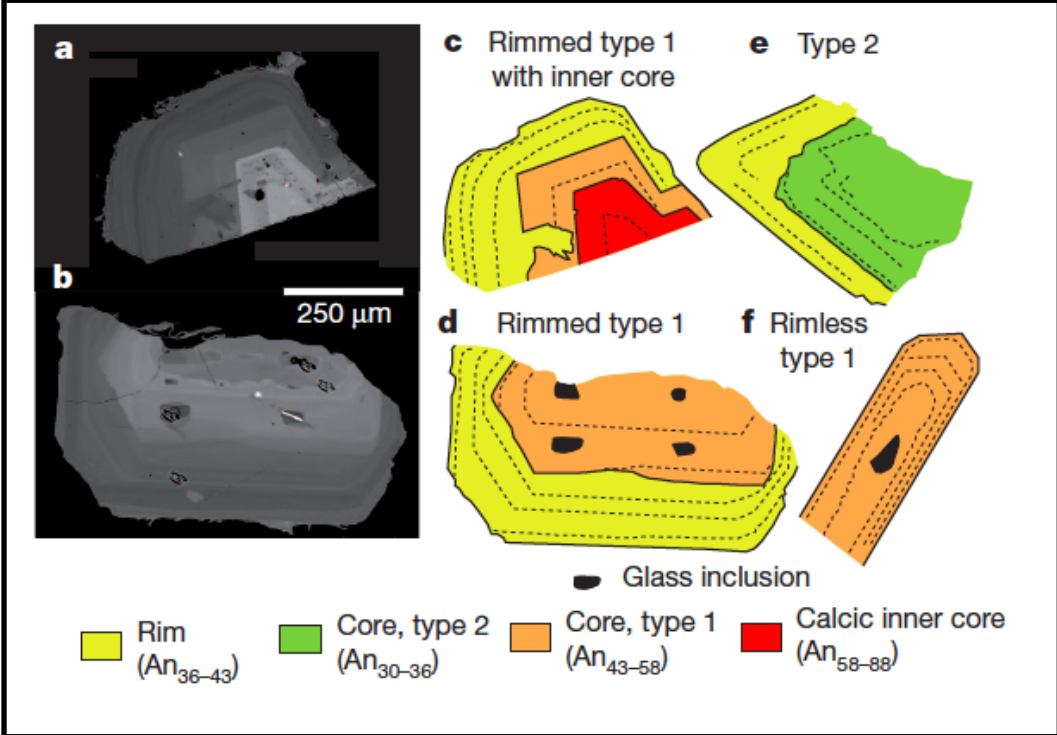 a
b
250 μm
c Rimmed type 1
with inner core
e Type 2
d Rimmed type 1
f Rimless
type 1
Glass inclusion
Rim
(An36–43)
Core, type 2
(An30–36)
Core, type 1
(An43–58)
Calcic inner core
(An58–88)